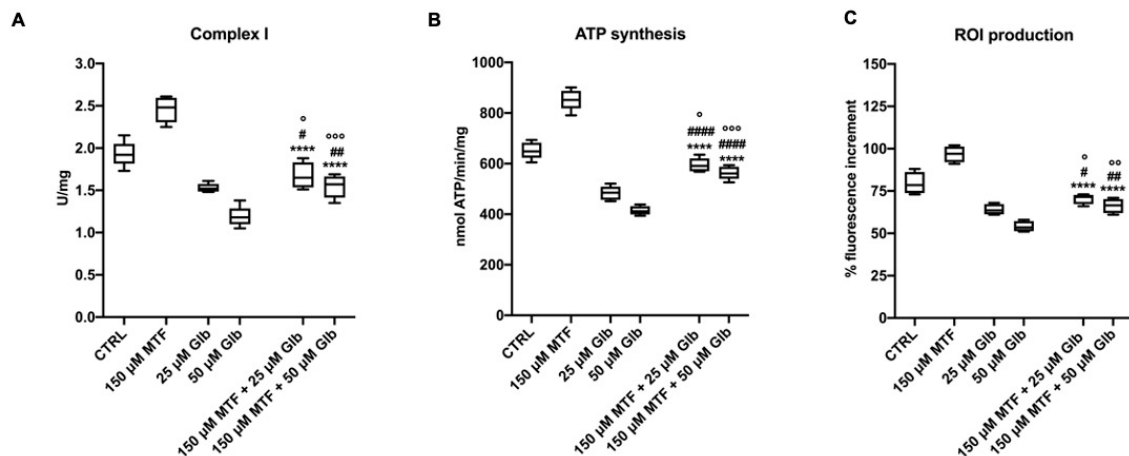 A
Complex I
3.0
2.5
2.0
1.5
1.0
0.5
0.0
U/mg
°
#
****
°°°
##
****
CTRL
150 µM MTF
25 µM Glb
50 µM Glb
150 µM MTF + 25 µM Glb
150 µM MTF + 50 µM Glb
B
ATP synthesis
1000
800
600
400
200
0
nmol ATP/min/mg
°
####
****
°°°
####
****
CTRL
150 µM MTF
25 µM Glb
50 µM Glb
150 µM MTF + 25 µM Glb
150 µM MTF + 50 µM Glb
C
ROI production
150
125
100
75
50
25
0
% fluorescence increment
°
#
****
°°
##
****
CTRL
150 µM MTF
25 µM Glb
50 µM Glb
150 µM MTF + 25 µM Glb
150 µM MTF + 50 µM Glb